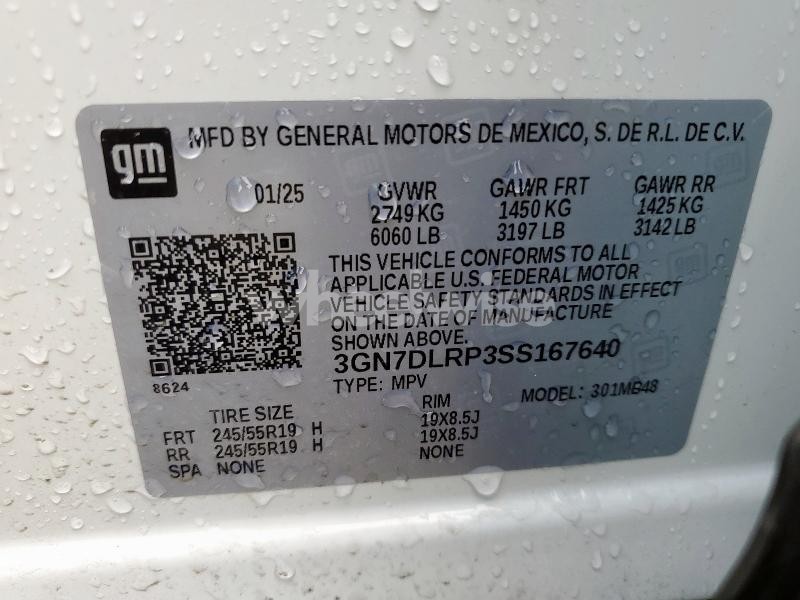 gm
MFD BY GENERAL MOTORS DE MEXICO, S. DE R.L. DE C.V.
01/25 GVWR GAWR FRT GAWR RR
2749 KG 1450 KG 1425 KG
6060 LB 3197 LB 3142 LB
THIS VEHICLE CONFORMS TO ALL
APPLICABLE U.S. FEDERAL MOTOR
VEHICLE SAFETY STANDARDS IN EFFECT
ON THE DATE OF MANUFACTURE
SHOWN ABOVE.
3GN7DLRP3SS167640
8624
TYPE: MPV MODEL: 301MB48
TIRE SIZE RIM
FRT 245/55R19 H 19X8.5J
RR 245/55R19 H 19X8.5J
SPA NONE NONE